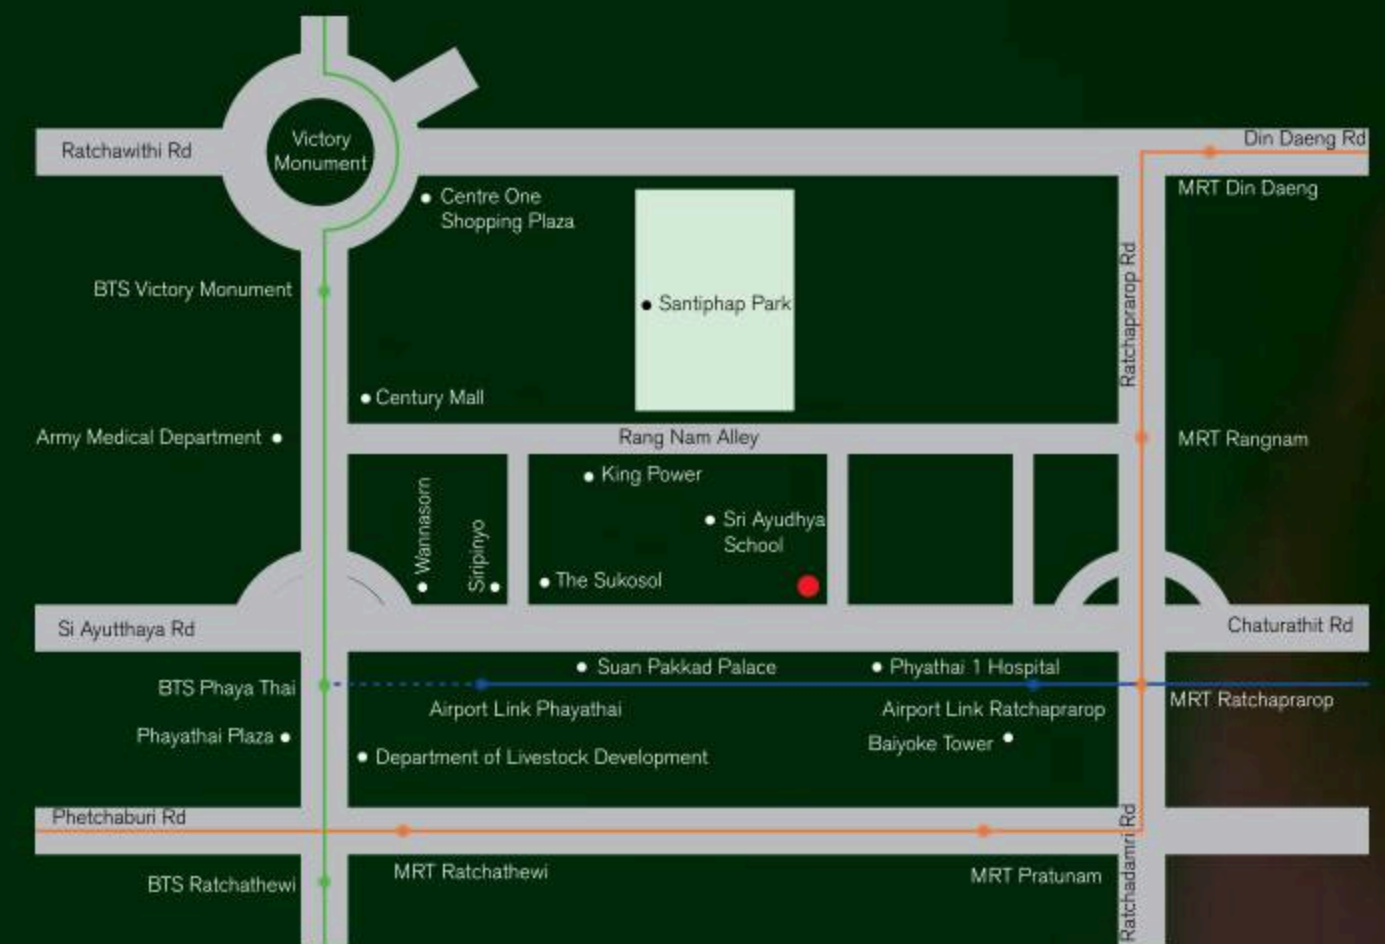 Din Daeng Rd
Victory
Monument
Ratchawithi Rd
MRT Din Daeng
Centre One
Shopping Plaza
Ratchaprarop Rd
BTS Victory Monument
Santiphap Park
Century Mall
Army Medical Department
Rang Nam Alley
MRT Rangnam
King Power
Wannasorn
Siripinyo
Sri Ayudhya
School
The Sukosol
Si Ayutthaya Rd
Chaturathit Rd
Suan Pakkad Palace
Phyathai 1 Hospital
BTS Phaya Thai
MRT Ratchaprarop
Airport Link Phayathai
Airport Link Ratchaprarop
Phayathai Plaza
Baiyoke Tower
Department of Livestock Development
Phetchaburi Rd
Ratchadamri Rd
MRT Ratchathewi
MRT Pratunam
BTS Ratchathewi